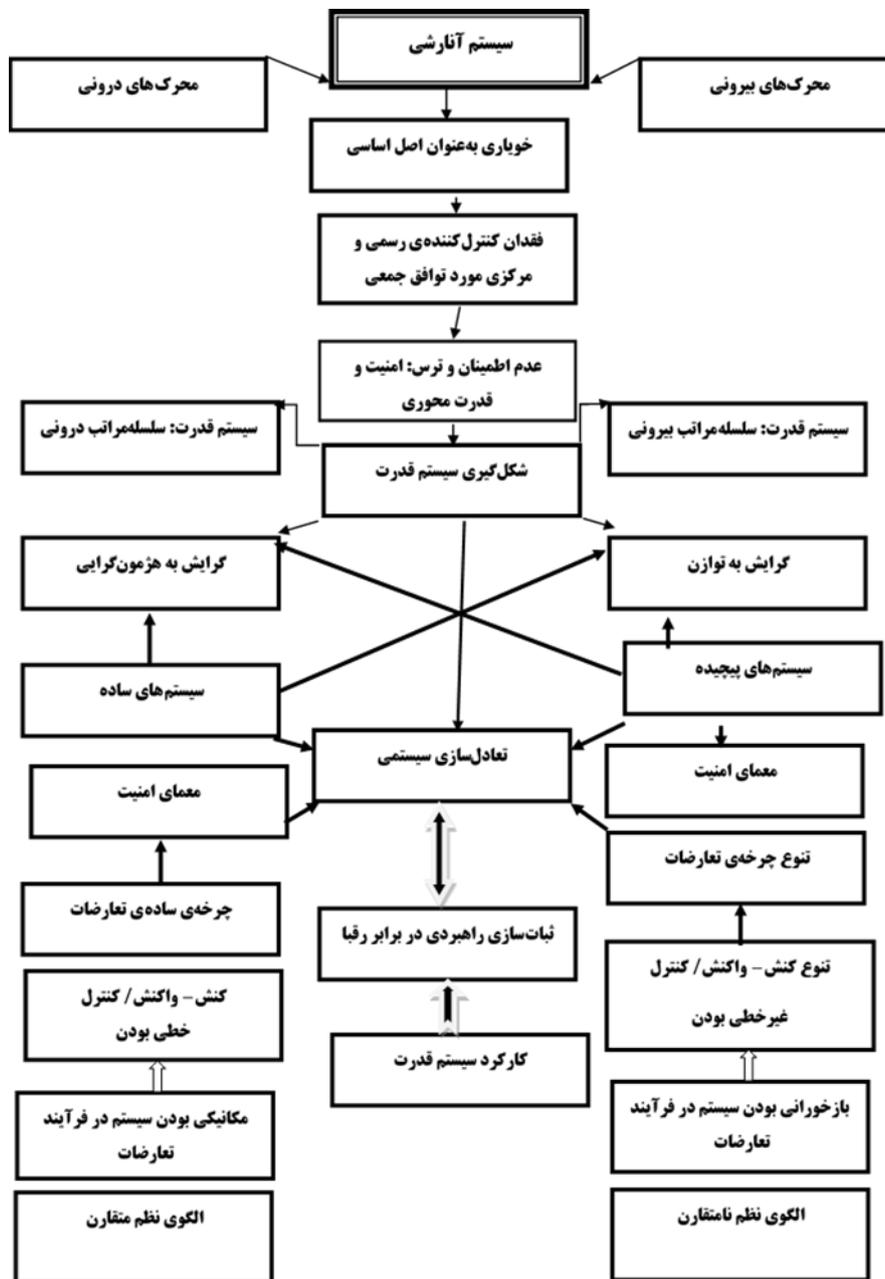 سیستم آنارشی
محرک‌های بیرونی
محرک‌های درونی
خویاری به‌عنوان اصل اساسی
فقدان کنترل‌کننده‌ی رسمی و
مرکزی مورد توافق جمعی
عدم اطمینان و ترس: امنیت و
قدرت محوری
سیستم قدرت: سلسله‌مراتب بیرونی
سیستم قدرت: سلسله‌مراتب درونی
شکل‌گیری سیستم قدرت
گرایش به توازن
گرایش به هژمون‌گرایی
سیستم‌های پیچیده
سیستم‌های ساده
تعادل‌سازی سیستمی
معمای امنیت
معمای امنیت
تنوع چرخه‌ی تعارضات
چرخه‌ی ساده‌ی تعارضات
ثبات‌سازی راهبردی در برابر رقبا
تنوع کنش – واکنش/ کنترل
غیرخطی بودن
کنش – واکنش/ کنترل
خطی بودن
کارکرد سیستم قدرت
بازخورانی بودن سیستم در فرآیند
تعارضات
مکانیکی بودن سیستم در فرآیند
تعارضات
الگوی نظم نامتقارن
الگوی نظم متقارن